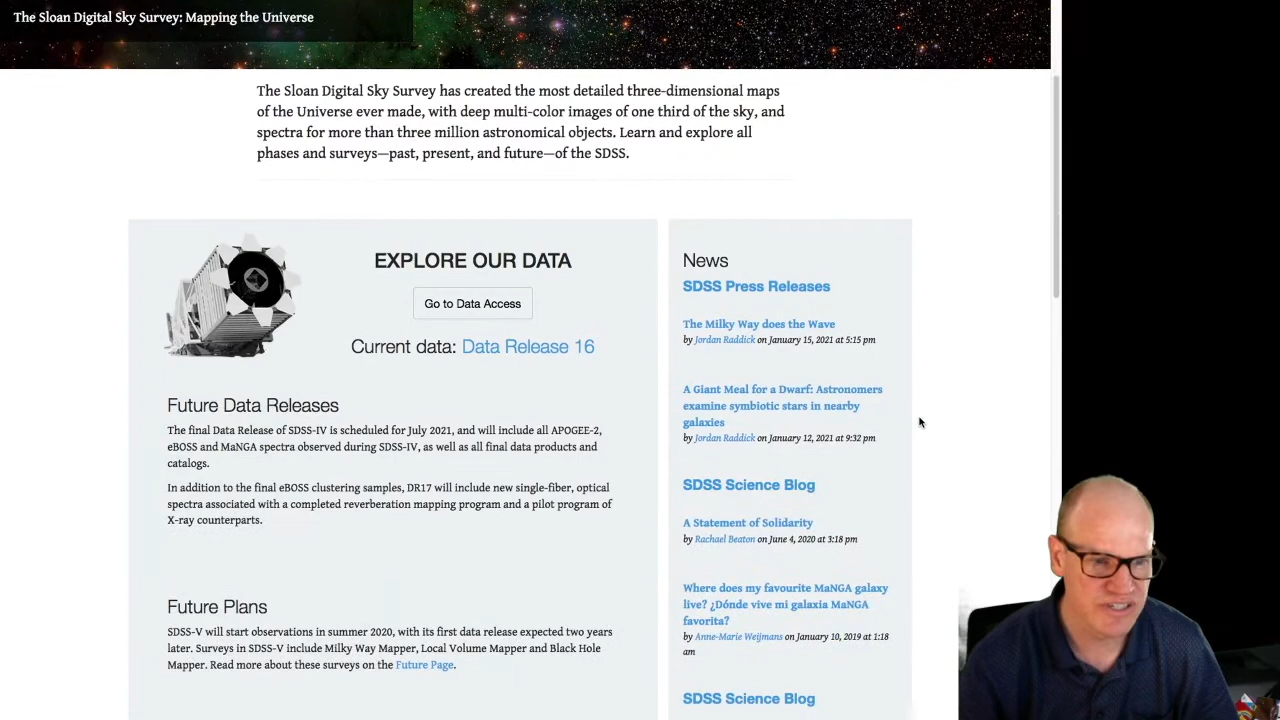 The Sloan Digital Sky Survey: Mapping the Universe
The Sloan Digital Sky Survey has created the most detailed three-dimensional maps
of the Universe ever made, with deep multi-color images of one third of the sky, and
spectra for more than three million astronomical objects. Learn and explore all
phases and surveys—past, present, and future—of the SDSS.
EXPLORE OUR DATA
Go to Data Access
Current data: Data Release 16
Future Data Releases
The final Data Release of SDSS-IV is scheduled for July 2021, and will include all APOGEE-2,
eBOSS and MaNGA spectra observed during SDSS-IV, as well as all final data products and
catalogs.
In addition to the final eBOSS clustering samples, DR17 will include new single-fiber, optical
spectra associated with a completed reverberation mapping program and a pilot program of
X-ray counterparts.
Future Plans
SDSS-V will start observations in summer 2020, with its first data release expected two years
later. Surveys in SDSS-V include Milky Way Mapper, Local Volume Mapper and Black Hole
Mapper. Read more about these surveys on the Future Page.
News
SDSS Press Releases
The Milky Way does the Wave
by Jordan Raddick on January 15, 2021 at 5:15 pm
A Giant Meal for a Dwarf: Astronomers
examine symbiotic stars in nearby
galaxies
by Jordan Raddick on January 12, 2021 at 9:32 pm
SDSS Science Blog
A Statement of Solidarity
by Rachael Beaton on June 4, 2020 at 3:18 pm
Where does my favourite MaNGA galaxy
live? ¿Dónde vive mi galaxia MaNGA
favorita?
by Anne-Marie Weijmans on January 10, 2019 at 1:18
am
SDSS Science Blog